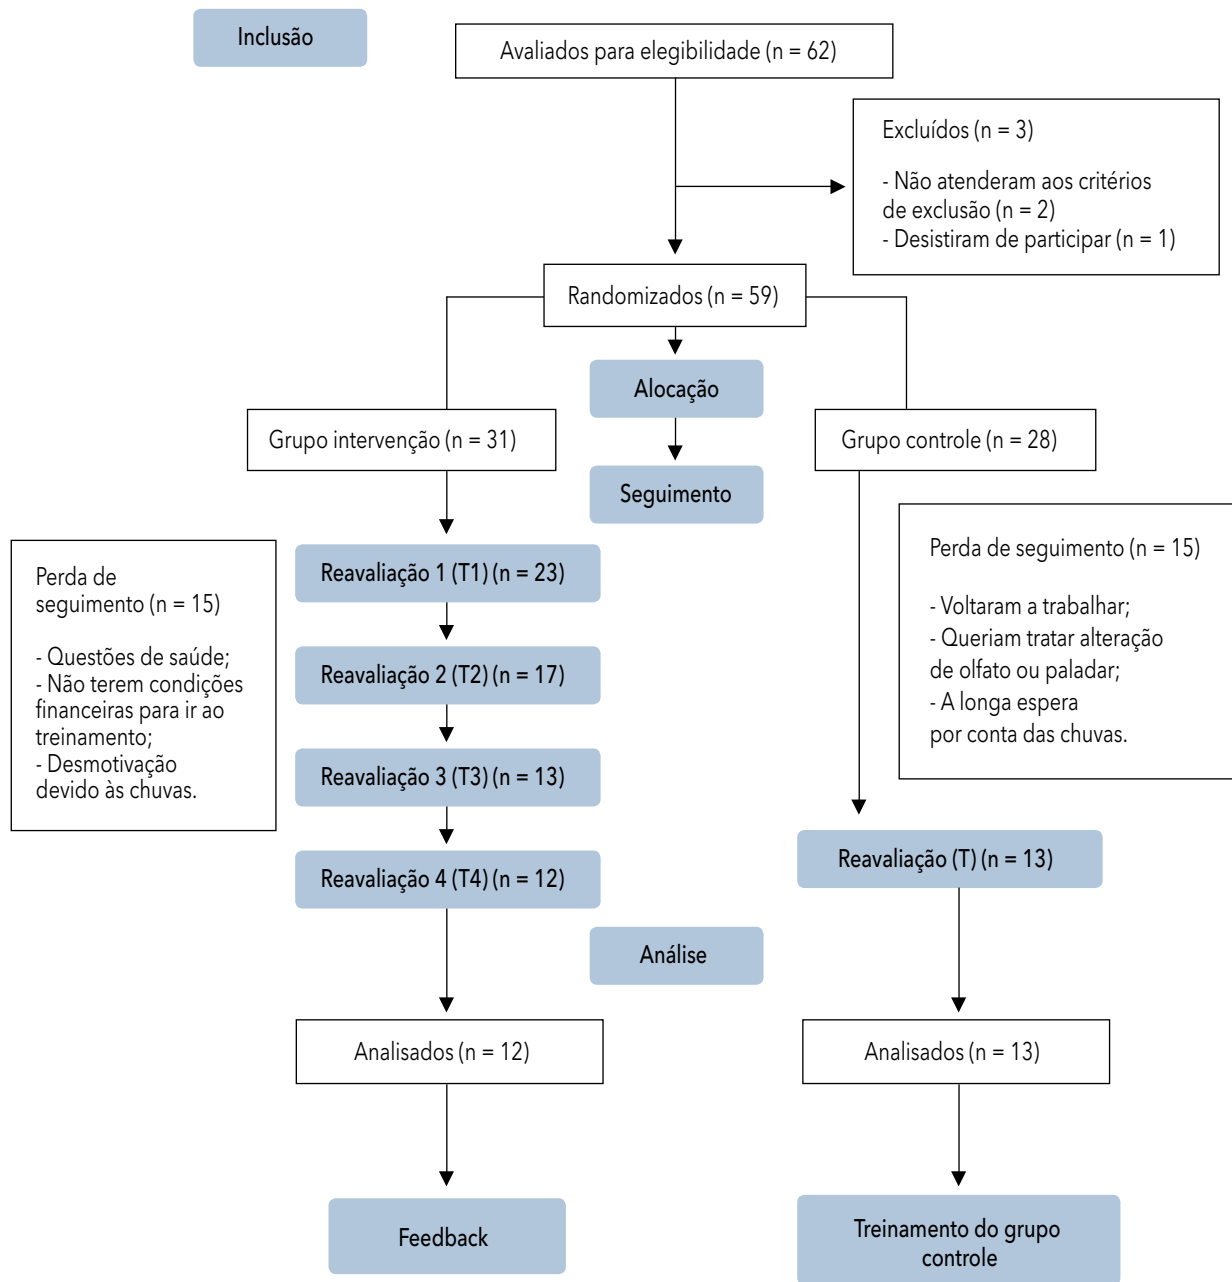 Inclusão
Avaliados para elegibilidade (n = 62)
Excluídos (n = 3)
- Não atenderam aos critérios
de exclusão (n = 2)
- Desistiram de participar (n = 1)
Randomizados (n = 59)
Alocação
Grupo intervenção (n = 31)
Grupo controle (n = 28)
Seguimento
Perda de
seguimento (n = 15)
- Questões de saúde;
- Não terem condições
financeiras para ir ao
treinamento;
- Desmotivação
devido às chuvas.
Reavaliação 1 (T1) (n = 23)
Reavaliação 2 (T2) (n = 17)
Reavaliação 3 (T3) (n = 13)
Reavaliação 4 (T4) (n = 12)
Perda de seguimento (n = 15)
- Voltaram a trabalhar;
- Queriam tratar alteração
de olfato ou paladar;
- A longa espera
por conta das chuvas.
Reavaliação (T) (n = 13)
Análise
Analisados (n = 12)
Analisados (n = 13)
Feedback
Treinamento do grupo
controle